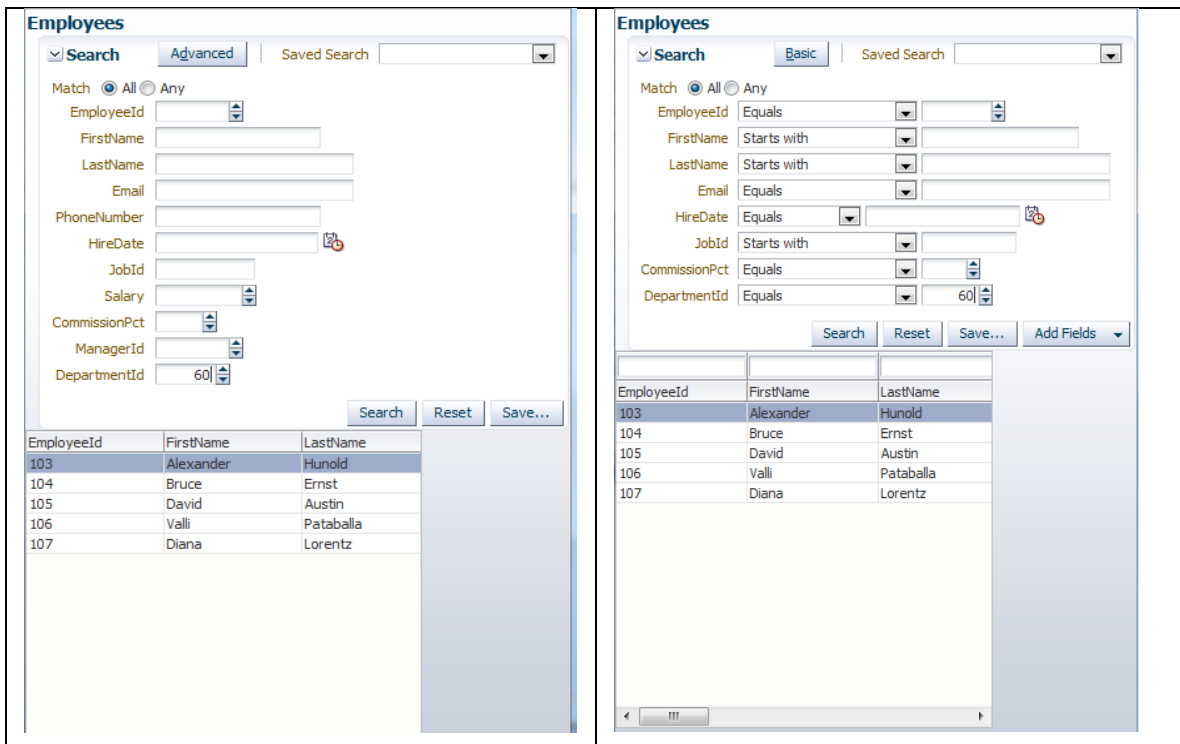 Employees
Search Advanced Saved Search
Match All Any
EmployeeId
FirstName
LastName
Email
PhoneNumber
HireDate
JobId
Salary
CommissionPct
ManagerId
DepartmentId 60
Search Reset Save...
EmployeeId FirstName LastName
103 Alexander Hunold
104 Bruce Ernst
105 David Austin
106 Valli Pataballa
107 Diana Lorentz
Employees
Search Basic Saved Search
Match All Any
EmployeeId Equals
FirstName Starts with
LastName Starts with
Email Equals
HireDate Equals
JobId Starts with
CommissionPct Equals
DepartmentId Equals 60
Search Reset Save... Add Fields
EmployeeId FirstName LastName
103 Alexander Hunold
104 Bruce Ernst
105 David Austin
106 Valli Pataballa
107 Diana Lorentz